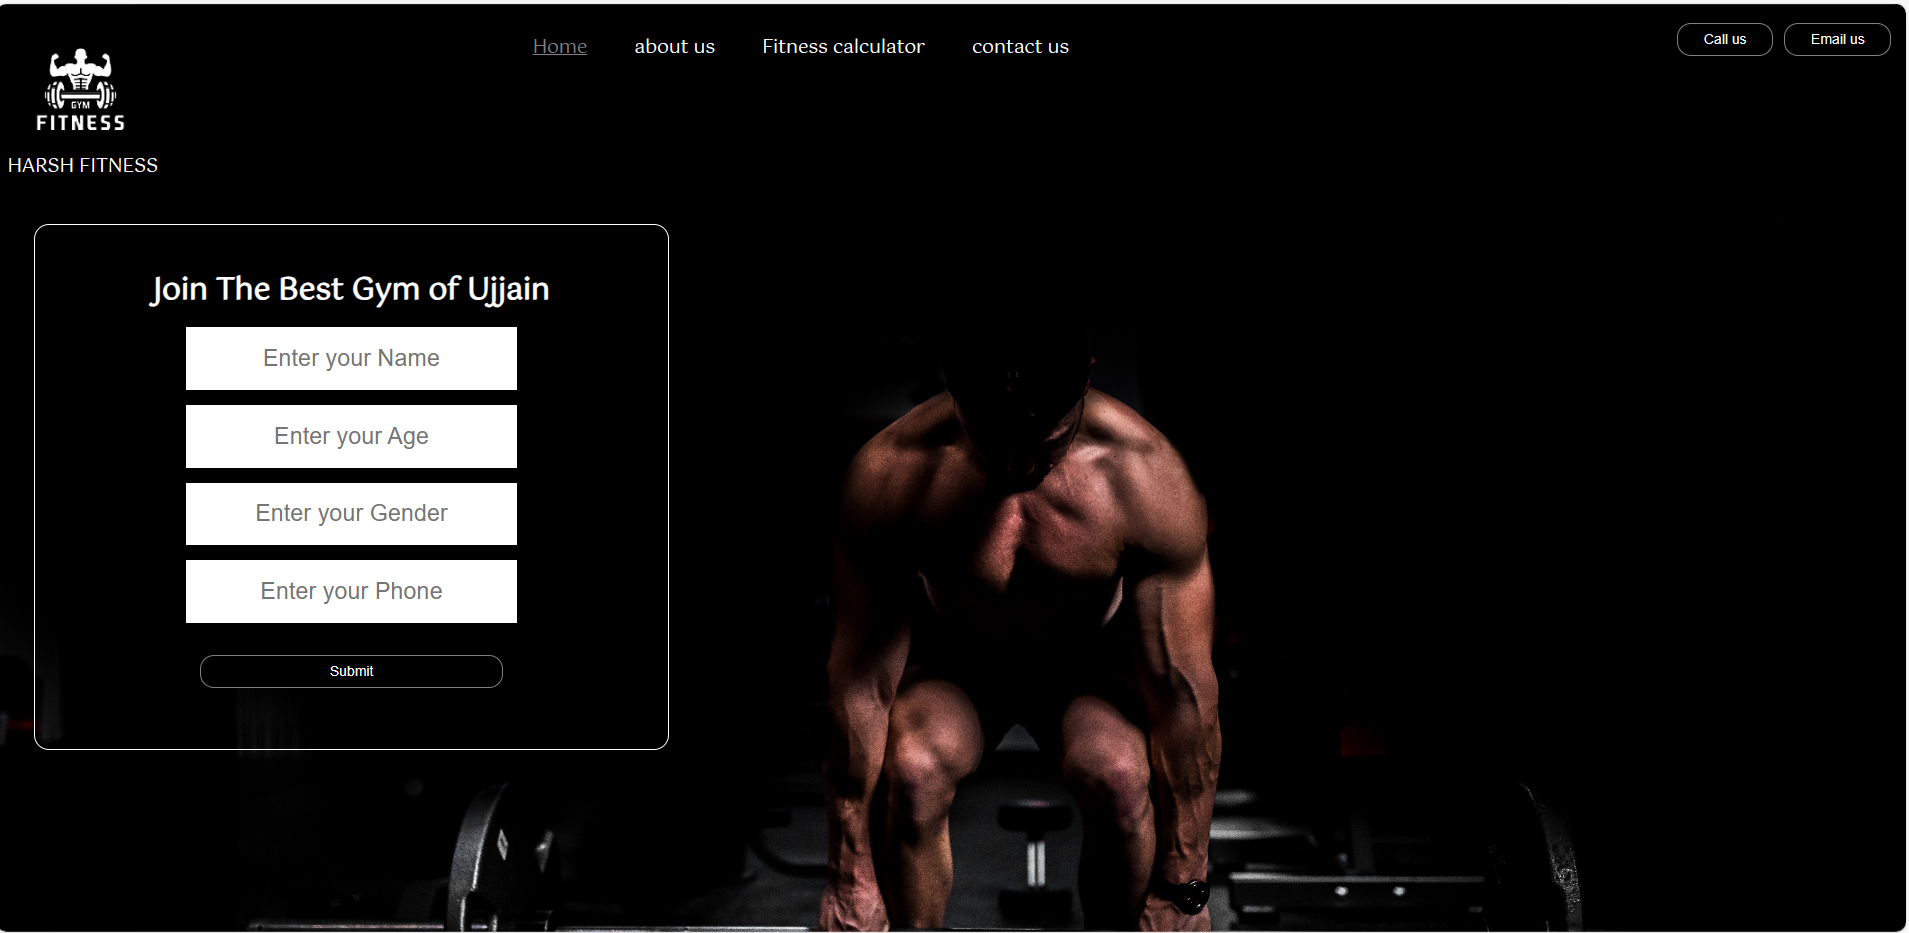 Home about us Fitness calculator contact us
Call us Email us
GYM
FITNESS
HARSH FITNESS
Join The Best Gym of Ujjain
Enter your Name
Enter your Age
Enter your Gender
Enter your Phone
Submit